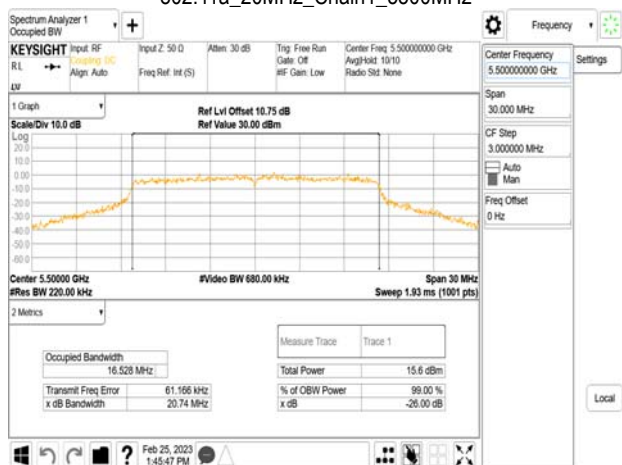 802.11a_20MHz_Chain1_5500MHz
Spectrum Analyzer 1
Occupied BW
+
Frequency
KEYSIGHT
Input: RF
Coupling: DC
Align: Auto
Input Z: 50 Ω
Freq Ref: Int (S)
Atten: 30 dB
Trig: Free Run
Gate: Off
#IF Gain: Low
Center Freq: 5.500000000 GHz
Avg|Hold: 10/10
Radio Std: None
RL
Center Frequency
5.500000000 GHz
Settings
Span
30.000 MHz
CF Step
3.000000 MHz
Auto
Man
Freq Offset
0 Hz
Local
1 Graph
Scale/Div 10.0 dB
Ref Lvl Offset 10.75 dB
Ref Value 30.00 dBm
Log
20.0
10.0
0.00
-10.0
-20.0
-30.0
-40.0
-50.0
-60.0
Center 5.50000 GHz
#Video BW 680.00 kHz
Span 30 MHz
#Res BW 220.00 kHz
Sweep 1.93 ms (1001 pts)
2 Metrics
Measure Trace
Trace 1
Occupied Bandwidth
16.528 MHz
Total Power
15.6 dBm
Transmit Freq Error
61.166 kHz
% of OBW Power
99.00 %
x dB Bandwidth
20.74 MHz
x dB
-26.00 dB
?
Feb 25, 2023
1:45:47 PM